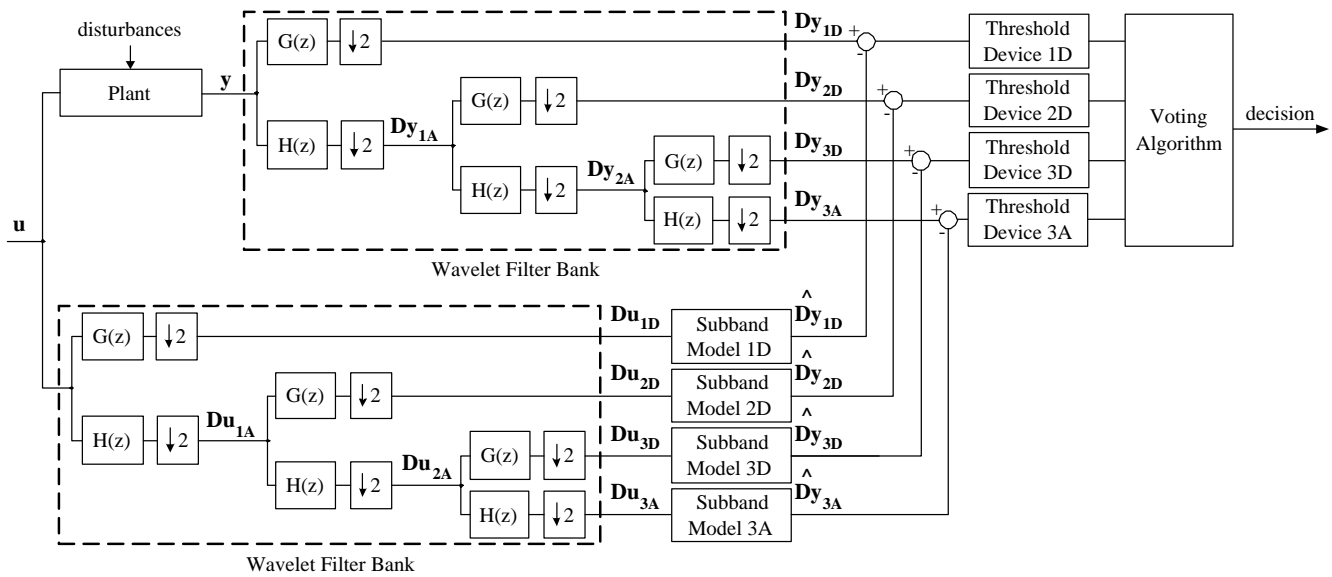 disturbances
Plant
u
y
G(z) ↓2
H(z) ↓2
Dy1A
G(z) ↓2
H(z) ↓2
Dy2A
G(z) ↓2
H(z) ↓2
Wavelet Filter Bank
Dy1D
+
-
Dy2D
+
-
Dy3D
+
-
Dy3A
+
-
Threshold
Device 1D
Threshold
Device 2D
Threshold
Device 3D
Threshold
Device 3A
Voting
Algorithm
decision
G(z) ↓2
H(z) ↓2
Du1A
G(z) ↓2
H(z) ↓2
Du2A
G(z) ↓2
H(z) ↓2
Wavelet Filter Bank
Du1D
Subband
Model 1D
^
Dy1D
Du2D
Subband
Model 2D
^
Dy2D
Du3D
Subband
Model 3D
^
Dy3D
Du3A
Subband
Model 3A
^
Dy3A